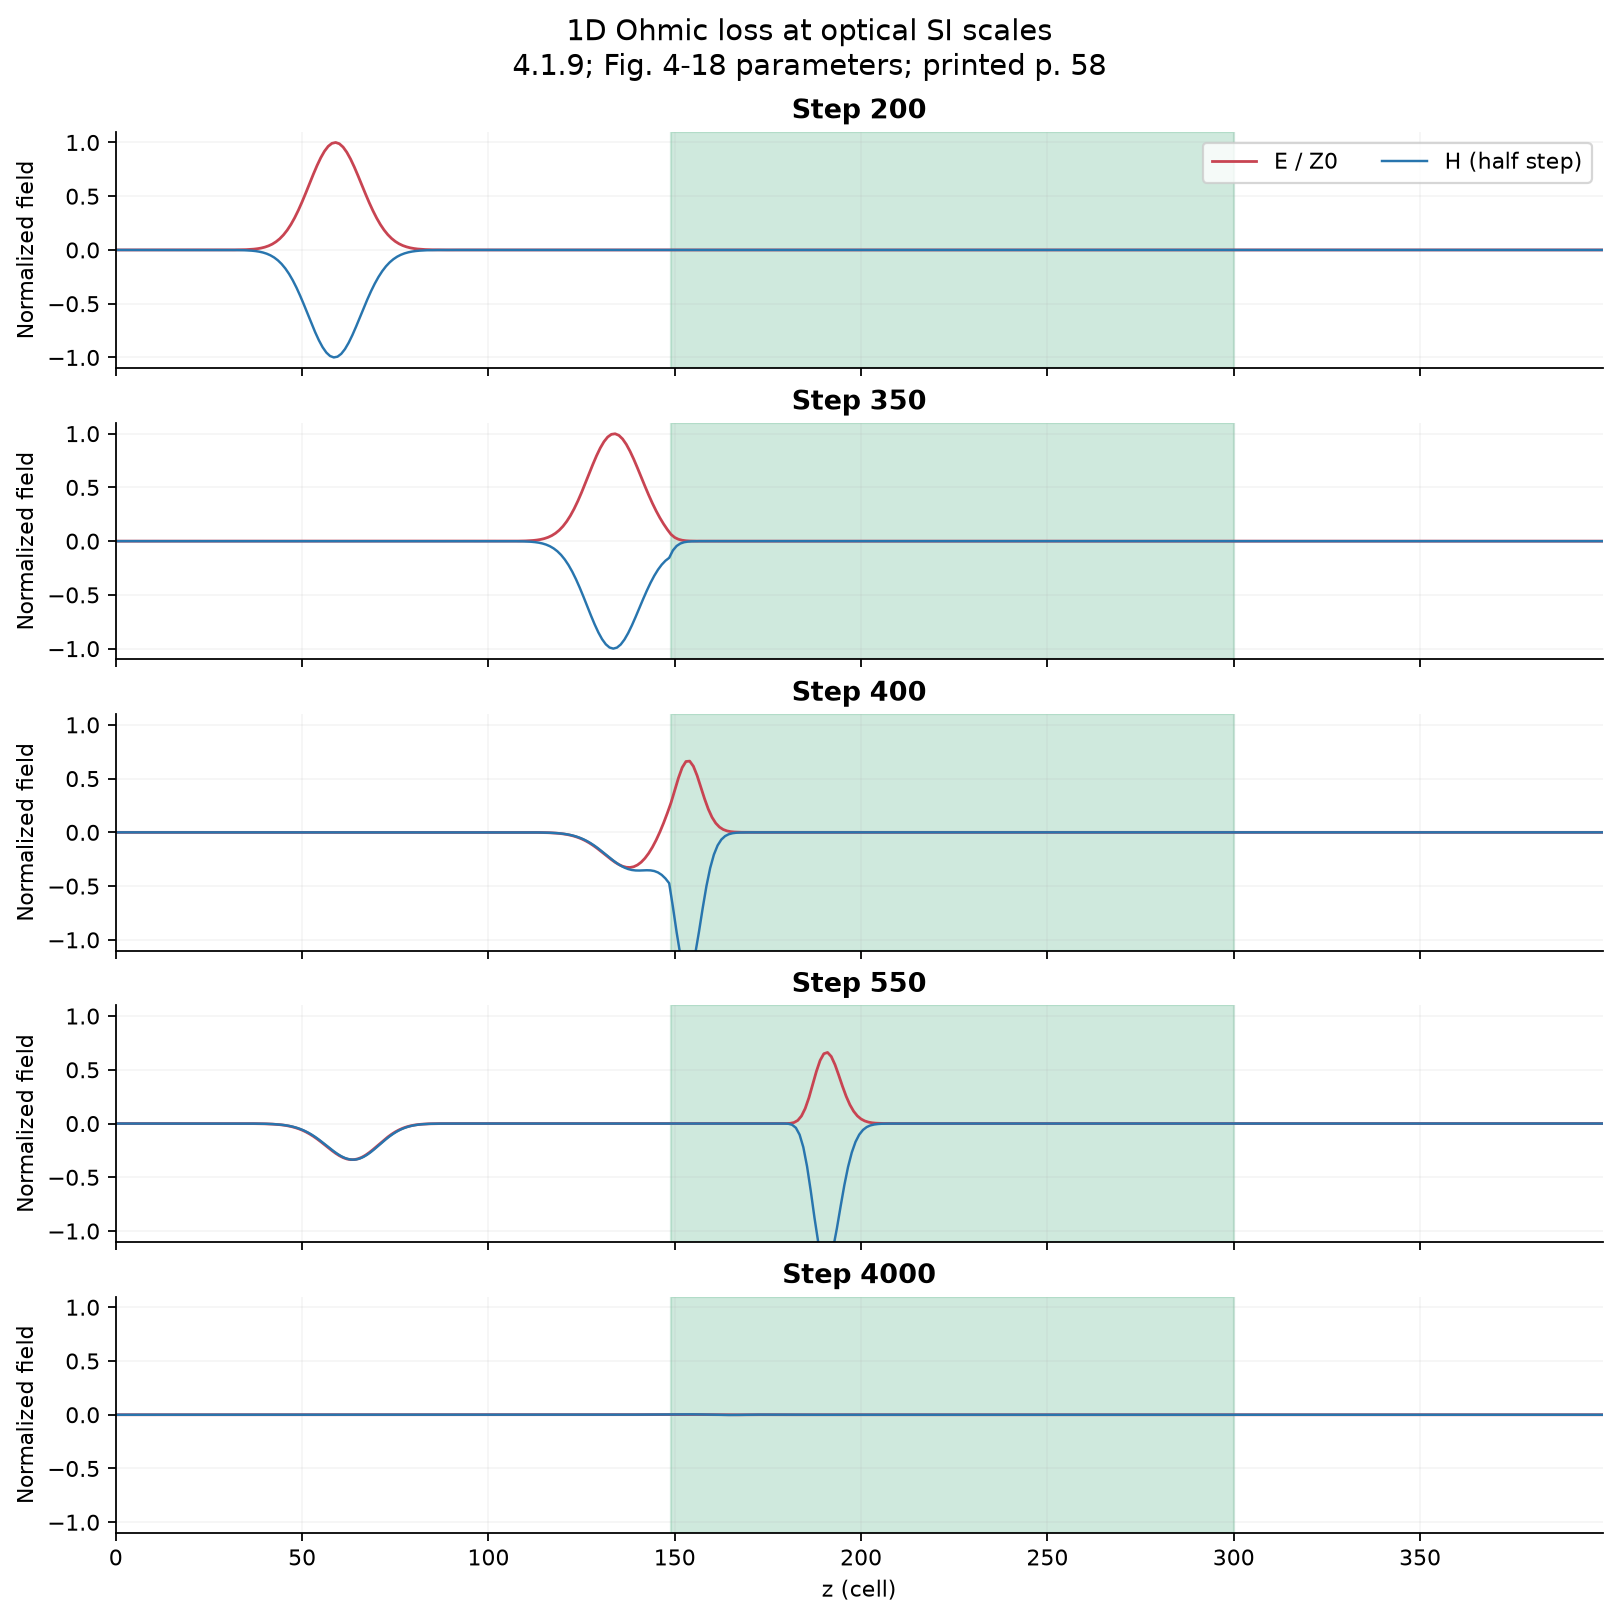 1D Ohmic loss at optical SI scales
4.1.9; Fig. 4-18 parameters; printed p. 58
Step 200
1.0
0.5
0.0
−0.5
−1.0
Normalized field
E / Z0
H (half step)
Step 350
1.0
0.5
0.0
−0.5
−1.0
Normalized field
Step 400
1.0
0.5
0.0
−0.5
−1.0
Normalized field
Step 550
1.0
0.5
0.0
−0.5
−1.0
Normalized field
Step 4000
1.0
0.5
0.0
−0.5
−1.0
Normalized field
0 50 100 150 200 250 300 350
z (cell)